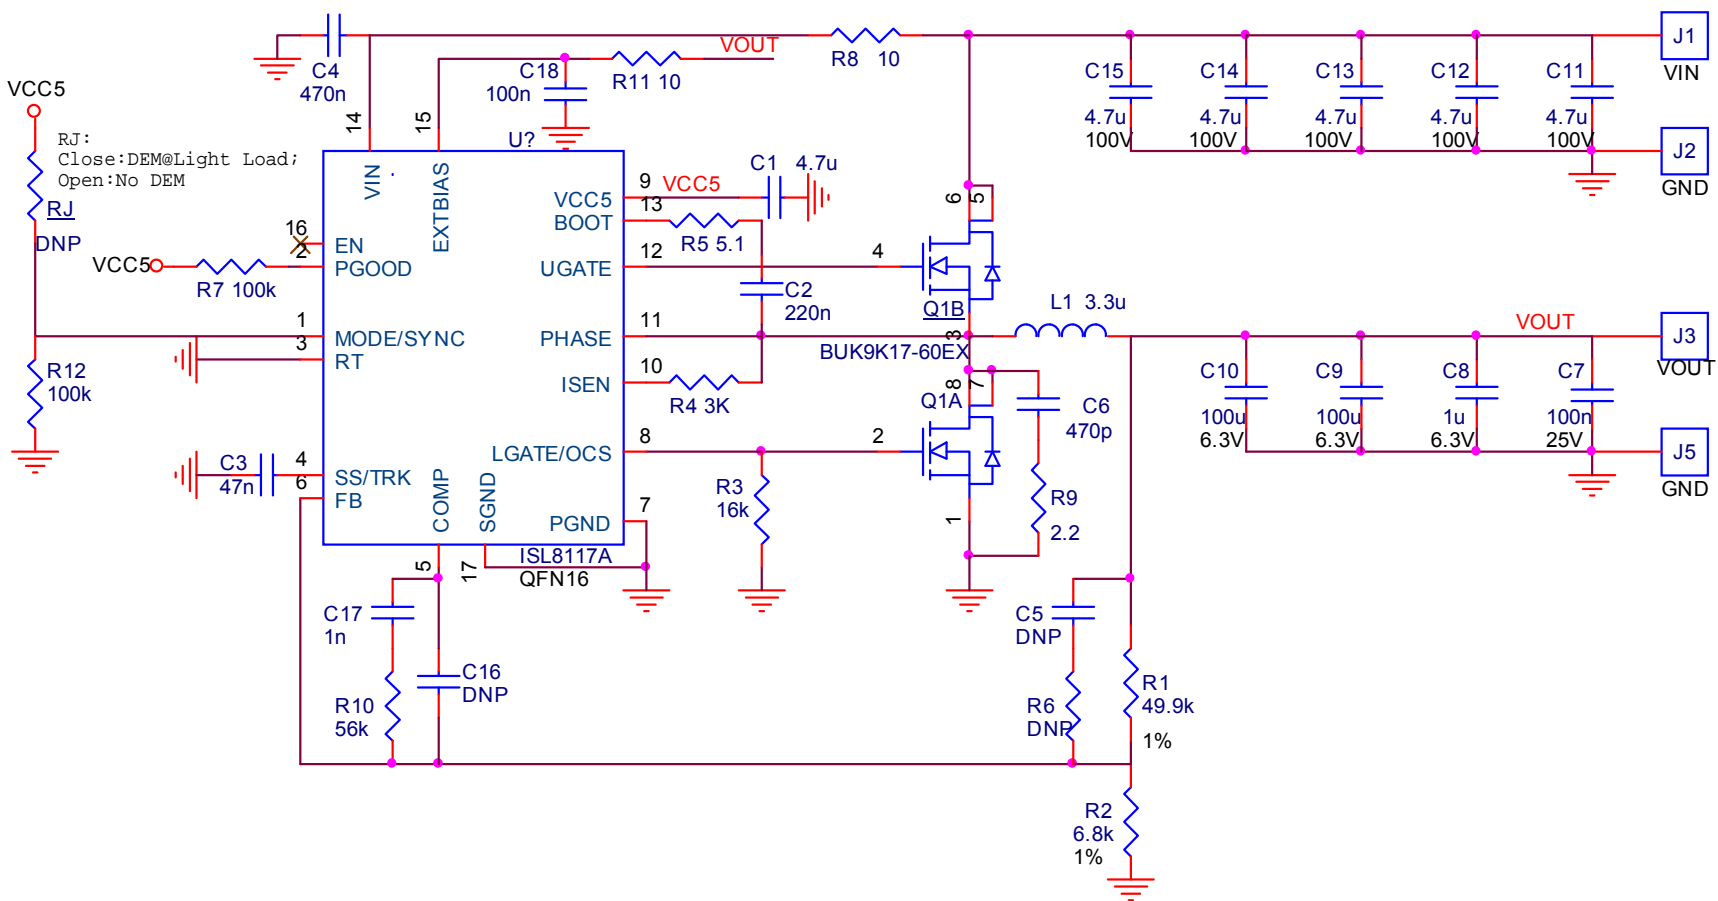 C4
470n
C18
100n
R11 10
VOUT
R8 10
C15
4.7u
100V
C14
4.7u
100V
C13
4.7u
100V
C12
4.7u
100V
C11
4.7u
100V
J1
VIN
J2
GND
VCC5
RJ:
Close:DEM@Light Load;
Open:No DEM
RJ
DNP
14
15
U?
VIN
EXTBIAS
C1
4.7u
9
VCC5
VCC5
13
BOOT
R5 5.1
16
EN
2
PGOOD
VCC5
R7 100k
12
UGATE
4
6
5
Q1B
C2
220n
L1 3.3u
1
MODE/SYNC
3
RT
11
PHASE
3
BUK9K17-60EX
VOUT
J3
VOUT
R12
100k
10
ISEN
R4 3K
8
7
Q1A
C6
470p
C10
100u
6.3V
C9
100u
6.3V
C8
1u
6.3V
C7
100n
25V
J5
GND
C3
47n
4
SS/TRK
6
FB
COMP
SGND
8
LGATE/OCS
2
R3
16k
7
PGND
1
R9
2.2
5
17
ISL8117A
QFN16
C17
1n
C16
DNP
R10
56k
C5
DNP
R6
DNP
R1
49.9k
1%
R2
6.8k
1%